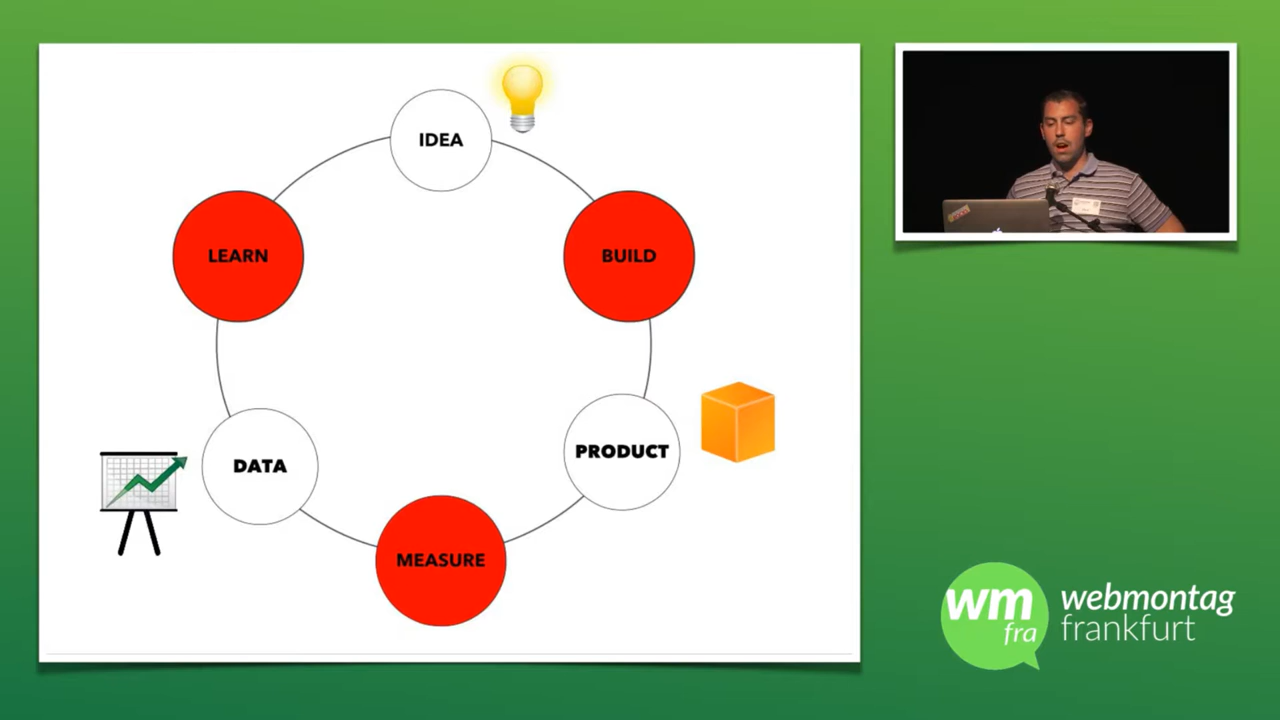 IDEA
LEARN
BUILD
PRODUCT
DATA
MEASURE
wm
fra
webmontag
frankfurt